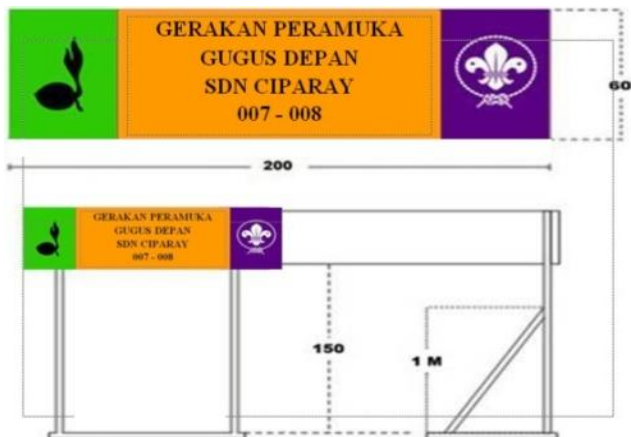 GERAKAN PERAMUKA
GUGUS DEPAN
SDN CIPARAY
007 - 008
60
200
GERAKAN PERAMUKA
GUGUS DEPAN
SDN CIPARAY
007 - 008
150
1 M